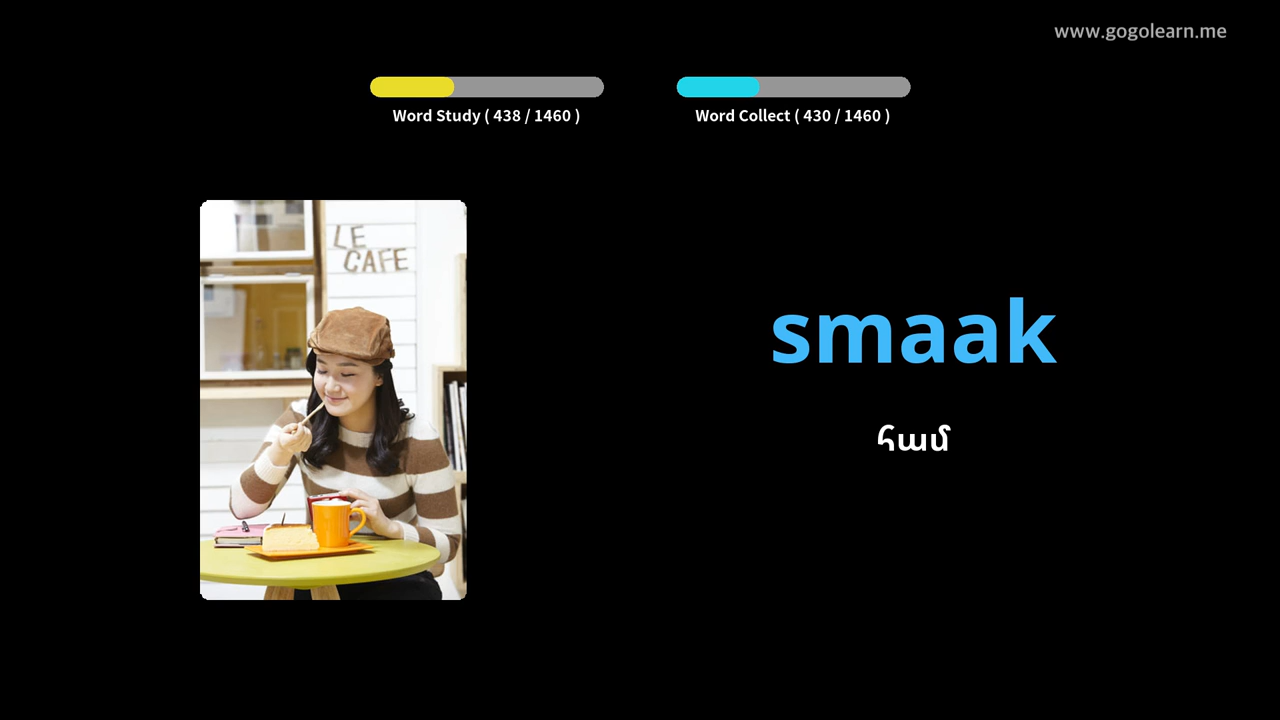 www.gogolearn.me
Word Study ( 438 / 1460 )
Word Collect ( 430 / 1460 )
LE
CAFE
smaak
համ